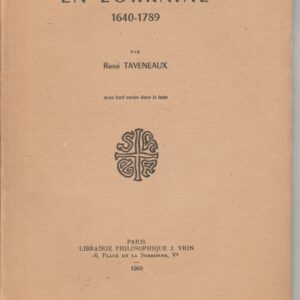 EN LORRAINE
1640-1789
PAR
René TAVENEAUX
Avec huit cartes dans le texte
PARIS
LIBRAIRIE PHILOSOPHIQUE J. VRIN
6, PLACE DE LA SORBONNE, Vᵉ
1960